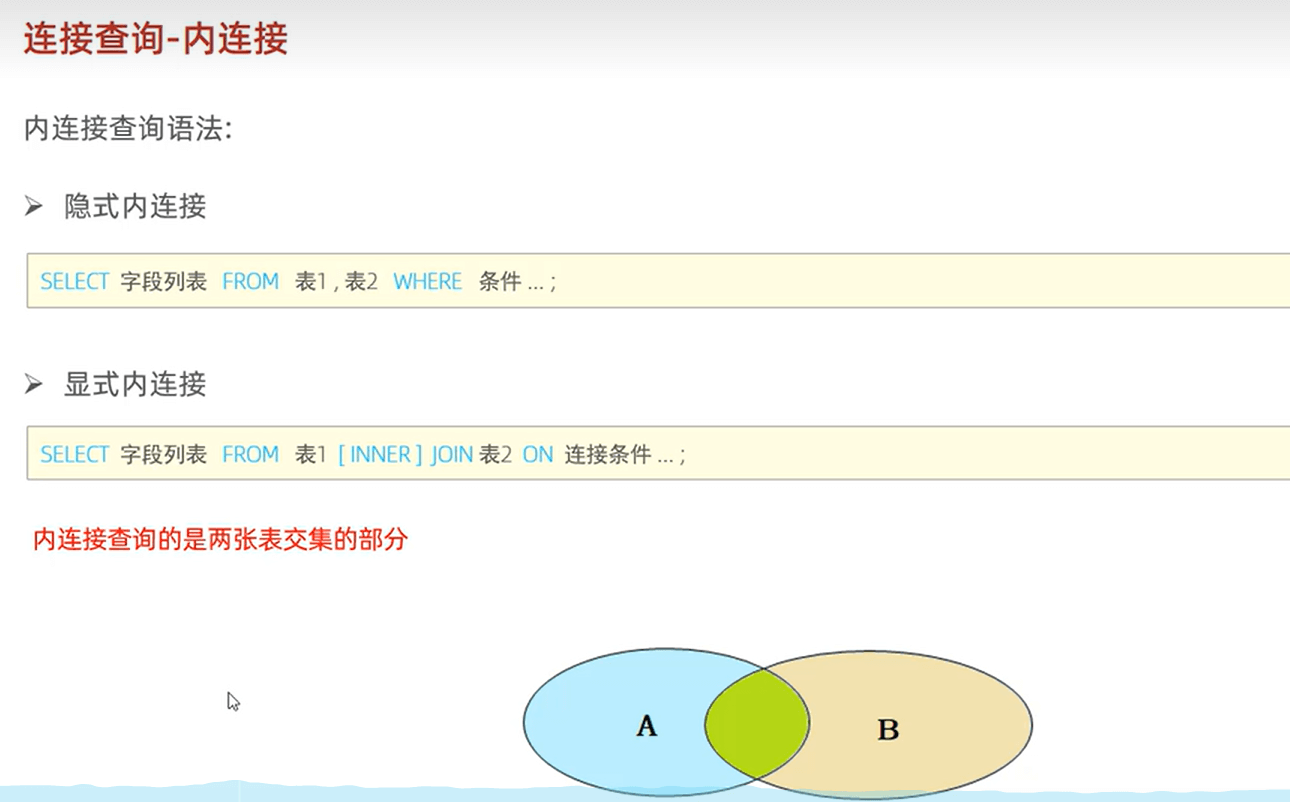 连接查询-内连接
内连接查询语法:
➢ 隐式内连接
SELECT 字段列表 FROM 表1 , 表2 WHERE 条件 ... ;
➢ 显式内连接
SELECT 字段列表 FROM 表1 [ INNER ] JOIN 表2 ON 连接条件 ... ;
内连接查询的是两张表交集的部分
A
B